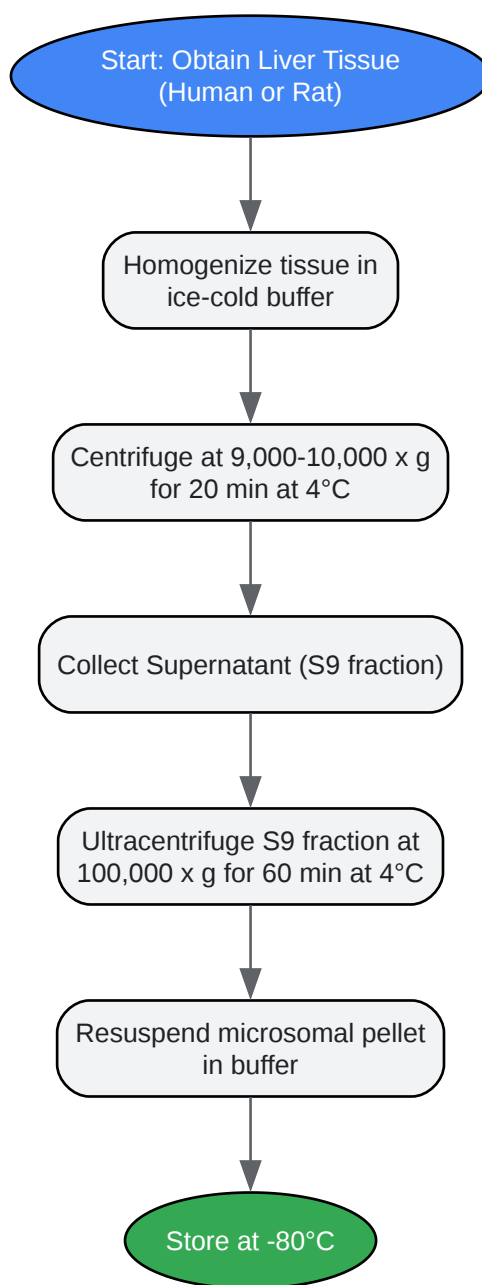 Start: Obtain Liver Tissue
(Human or Rat)
Homogenize tissue in
ice-cold buffer
Centrifuge at 9,000-10,000 x g
for 20 min at 4°C
Collect Supernatant (S9 fraction)
Ultracentrifuge S9 fraction at
100,000 x g for 60 min at 4°C
Resuspend microsomal pellet
in buffer
Store at -80°C